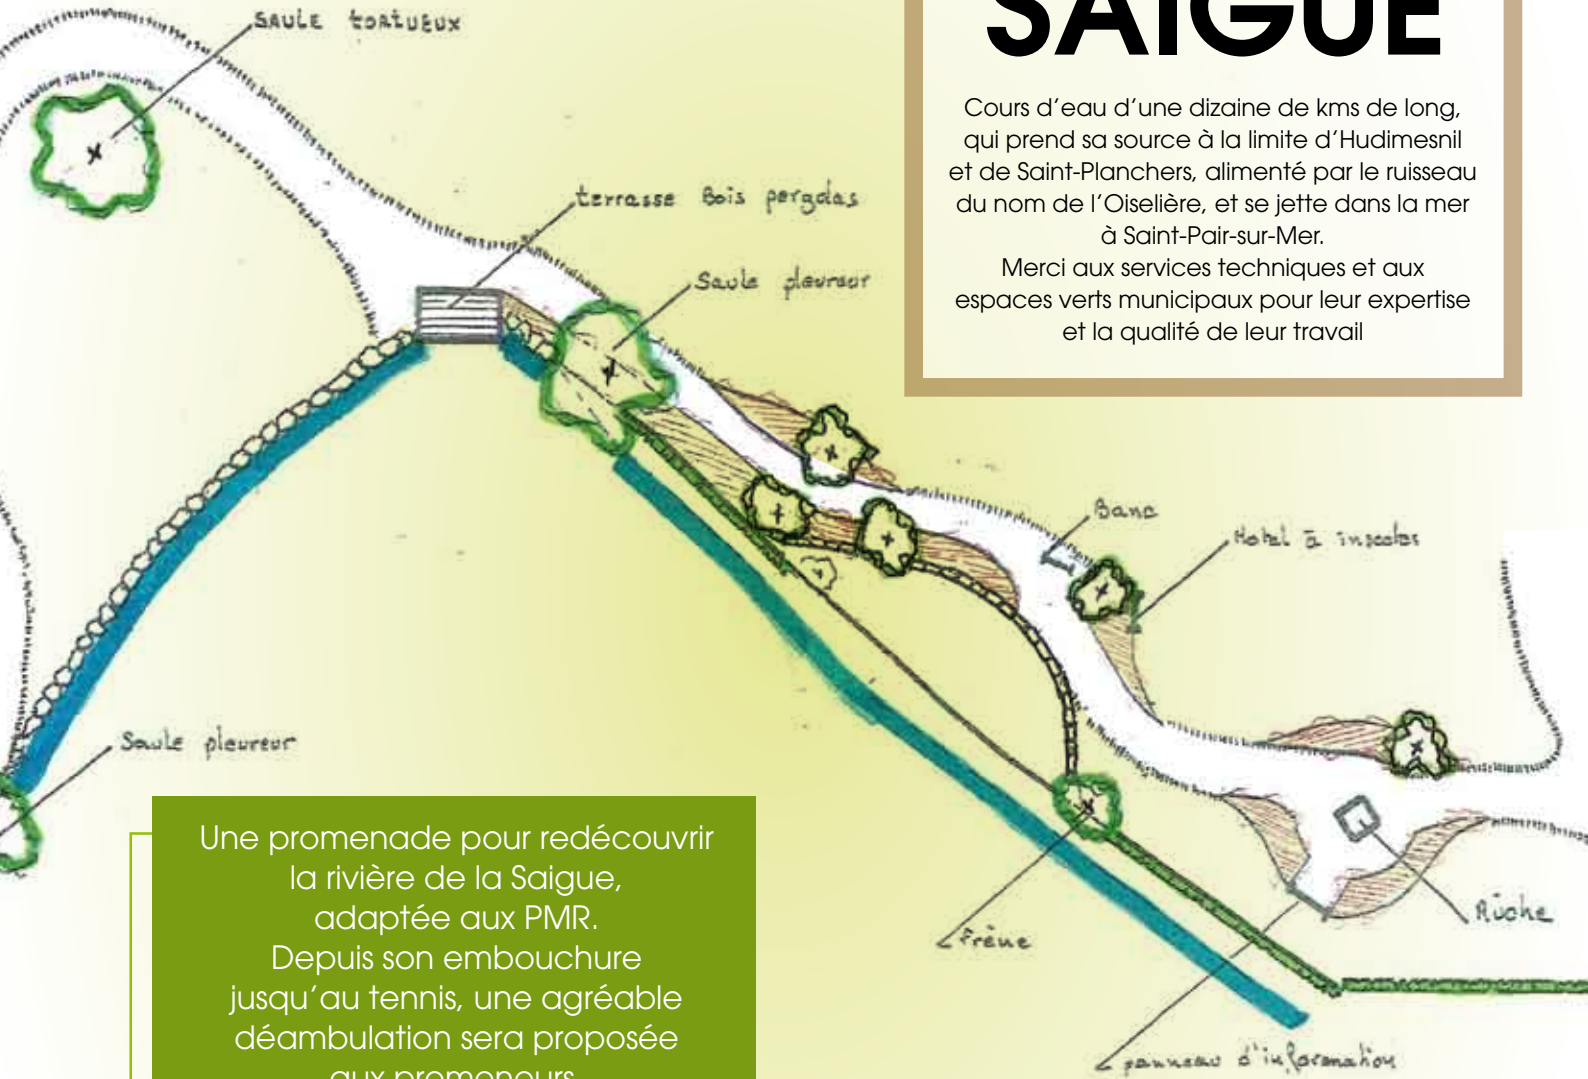 SAULE TORTUEUX
SAIGUE
Cours d’eau d’une dizaine de kms de long,
qui prend sa source à la limite d’Hudimesnil
et de Saint-Planchers, alimenté par le ruisseau
du nom de l’Oiselière, et se jette dans la mer
à Saint-Pair-sur-Mer.
Merci aux services techniques et aux
espaces verts municipaux pour leur expertise
et la qualité de leur travail
terrasse Bois pergolas
Saule pleureur
Banc
Hotel à insectes
Saule pleureur
Une promenade pour redécouvrir
la rivière de la Saigue,
adaptée aux PMR.
Depuis son embouchure
jusqu’au tennis, une agréable
déambulation sera proposée
aux promeneurs
Frêne
Rûche
panneau d'information